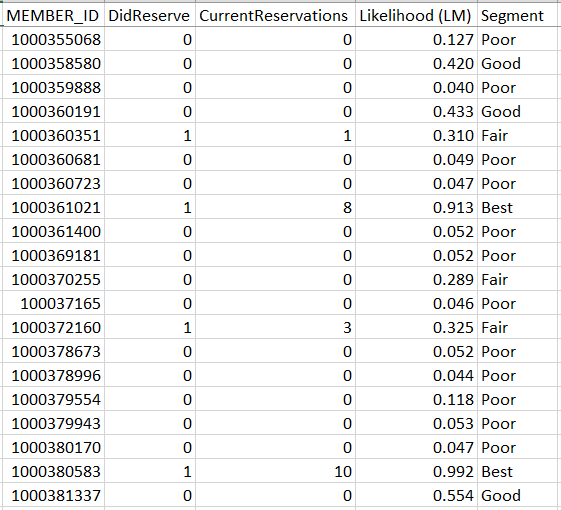 MEMBER_ID DidReserve CurrentReservations Likelihood (LM) Segment
1000355068 0 0 0.127 Poor
1000358580 0 0 0.420 Good
1000359888 0 0 0.040 Poor
1000360191 0 0 0.433 Good
1000360351 1 1 0.310 Fair
1000360681 0 0 0.049 Poor
1000360723 0 0 0.047 Poor
1000361021 1 8 0.913 Best
1000361400 0 0 0.052 Poor
1000369181 0 0 0.052 Poor
1000370255 0 0 0.289 Fair
100037165 0 0 0.046 Poor
1000372160 1 3 0.325 Fair
1000378673 0 0 0.052 Poor
1000378996 0 0 0.044 Poor
1000379554 0 0 0.118 Poor
1000379943 0 0 0.053 Poor
1000380170 0 0 0.047 Poor
1000380583 1 10 0.992 Best
1000381337 0 0 0.554 Good